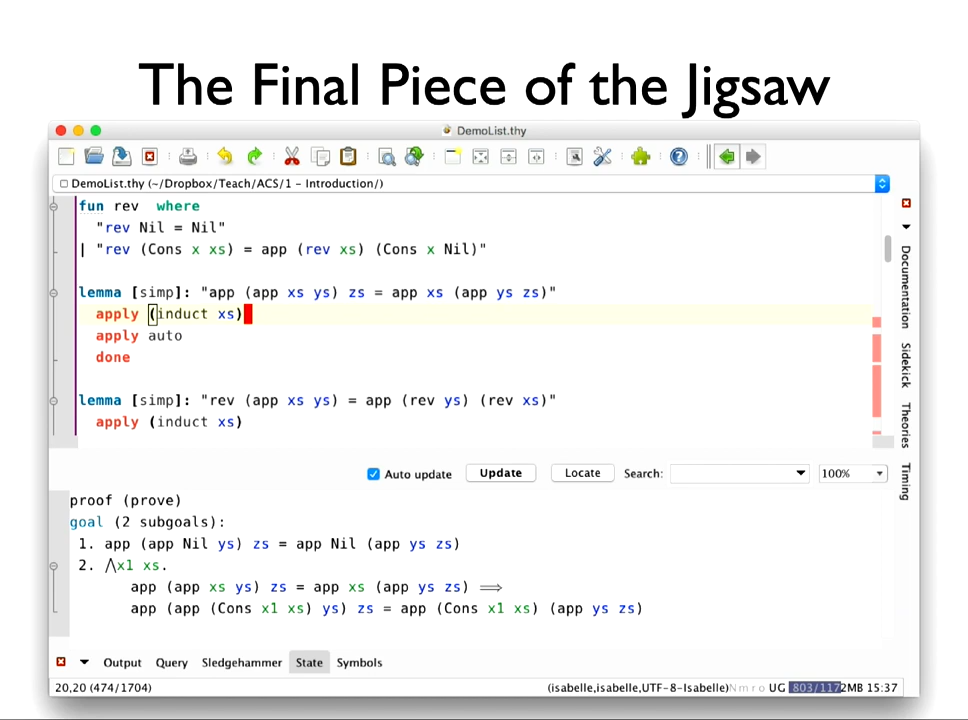 The Final Piece of the Jigsaw
DemoList.thy
DemoList.thy (~/Dropbox/Teach/ACS/1 – Introduction/)
fun rev where
"rev Nil = Nil"
| "rev (Cons x xs) = app (rev xs) (Cons x Nil)"
lemma [simp]: "app (app xs ys) zs = app xs (app ys zs)"
apply (induct xs)
apply auto
done
lemma [simp]: "rev (app xs ys) = app (rev ys) (rev xs)"
apply (induct xs)
Documentation
Sidekick
Theories
Timing
Auto update Update Locate Search: 100%
proof (prove)
goal (2 subgoals):
1. app (app Nil ys) zs = app Nil (app ys zs)
2. ⋀x1 xs.
app (app xs ys) zs = app xs (app ys zs) ⟹
app (app (Cons x1 xs) ys) zs = app (Cons x1 xs) (app ys zs)
Output Query Sledgehammer State Symbols
20,20 (474/1704) (isabelle,isabelle,UTF-8-Isabelle)N m r o UG 803/1172MB 15:37